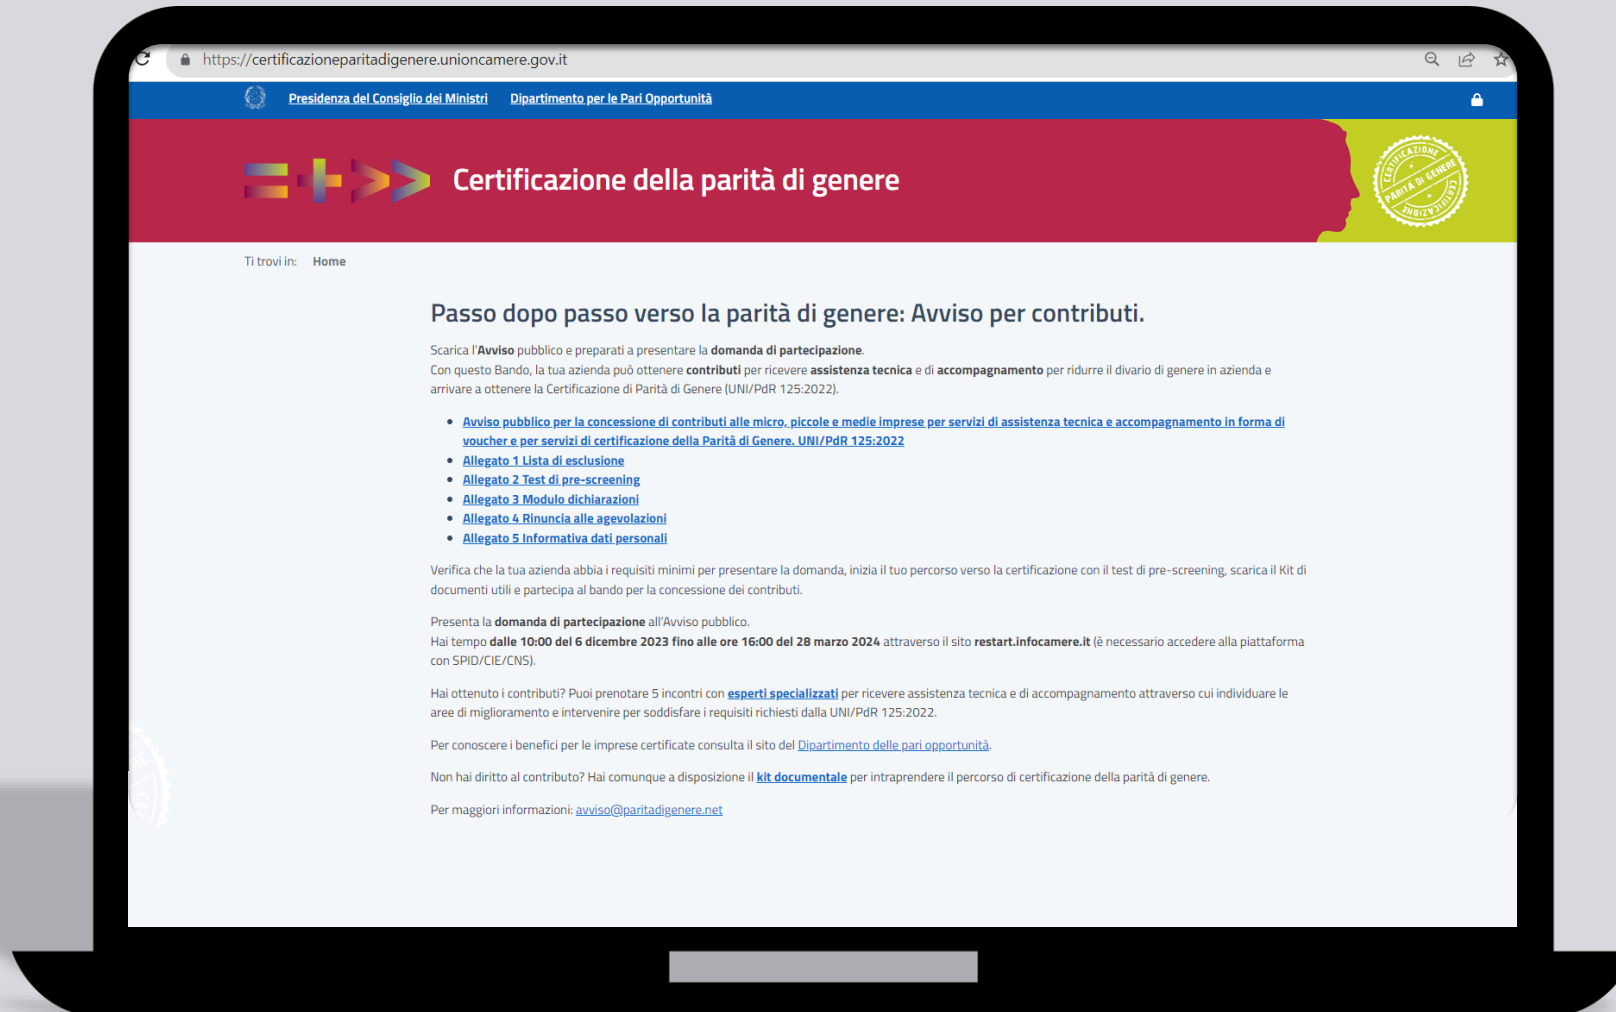 https://certificazioneparitadigenere.unioncamere.gov.it
Presidenza del Consiglio dei Ministri Dipartimento per le Pari Opportunità
Certificazione della parità di genere
CERTIFICAZIONE
PARITÀ DI GENERE
CERTIFICAZIONE
Ti trovi in: Home
Passo dopo passo verso la parità di genere: Avviso per contributi.
Scarica l'Avviso pubblico e preparati a presentare la domanda di partecipazione.
Con questo Bando, la tua azienda può ottenere contributi per ricevere assistenza tecnica e di accompagnamento per ridurre il divario di genere in azienda e
arrivare a ottenere la Certificazione di Parità di Genere (UNI/PdR 125:2022).
• Avviso pubblico per la concessione di contributi alle micro, piccole e medie imprese per servizi di assistenza tecnica e accompagnamento in forma di
voucher e per servizi di certificazione della Parità di Genere. UNI/PdR 125:2022
• Allegato 1 Lista di esclusione
• Allegato 2 Test di pre-screening
• Allegato 3 Modulo dichiarazioni
• Allegato 4 Rinuncia alle agevolazioni
• Allegato 5 Informativa dati personali
Verifica che la tua azienda abbia i requisiti minimi per presentare la domanda, inizia il tuo percorso verso la certificazione con il test di pre-screening, scarica il Kit di
documenti utili e partecipa al bando per la concessione dei contributi.
Presenta la domanda di partecipazione all'Avviso pubblico.
Hai tempo dalle 10:00 del 6 dicembre 2023 fino alle ore 16:00 del 28 marzo 2024 attraverso il sito restart.infocamere.it (è necessario accedere alla piattaforma
con SPID/CIE/CNS).
Hai ottenuto i contributi? Puoi prenotare 5 incontri con esperti specializzati per ricevere assistenza tecnica e di accompagnamento attraverso cui individuare le
aree di miglioramento e intervenire per soddisfare i requisiti richiesti dalla UNI/PdR 125:2022.
Per conoscere i benefici per le imprese certificate consulta il sito del Dipartimento delle pari opportunità.
Non hai diritto al contributo? Hai comunque a disposizione il kit documentale per intraprendere il percorso di certificazione della parità di genere.
Per maggiori informazioni: avviso@paritadigenere.net